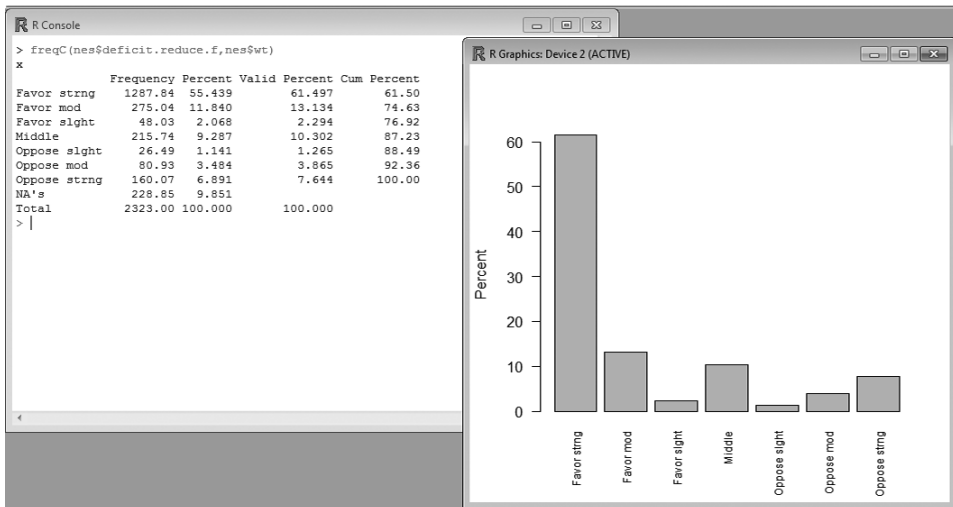 R R Console
> freqC(nes$deficit.reduce.f,nes$wt)
x
Frequency Percent Valid Percent Cum Percent
Favor strng 1287.84 55.439 61.497 61.50
Favor mod 275.04 11.840 13.134 74.63
Favor slght 48.03 2.068 2.294 76.92
Middle 215.74 9.287 10.302 87.23
Oppose slght 26.49 1.141 1.265 88.49
Oppose mod 80.93 3.484 3.865 92.36
Oppose strng 160.07 6.891 7.644 100.00
NA's 228.85 9.851
Total 2323.00 100.000 100.000
>
R R Graphics: Device 2 (ACTIVE)
Percent
60
50
40
30
20
10
0
Favor strng
Favor mod
Favor slght
Middle
Oppose slght
Oppose mod
Oppose strng